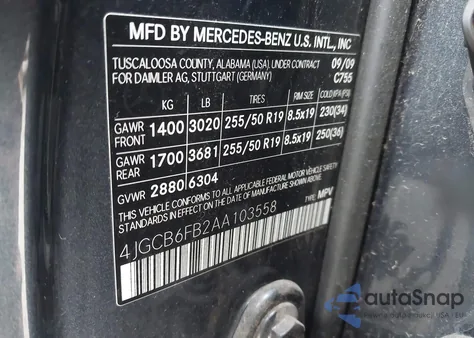 MFD BY MERCEDES-BENZ U.S. INTL., INC
TUSCALOOSA COUNTY, ALABAMA (USA) UNDER CONTRACT 09/09
FOR DAIMLER AG, STUTTGART (GERMANY) C755
KG LB TIRES RIM SIZE COLD KPA (PSI)
GAWR FRONT 1400 3020 255/50 R19 8.5x19 230(34)
GAWR REAR 1700 3681 255/50 R19 8.5x19 250(36)
GVWR 2880 6304
THIS VEHICLE CONFORMS TO ALL APPLICABLE FEDERAL MOTOR VEHICLE SAFETY
STANDARDS IN EFFECT ON THE DATE OF MANUFACTURE SHOWN ABOVE.
4JGCB6FB2AA103558 TYPE: MPV
autoSnap